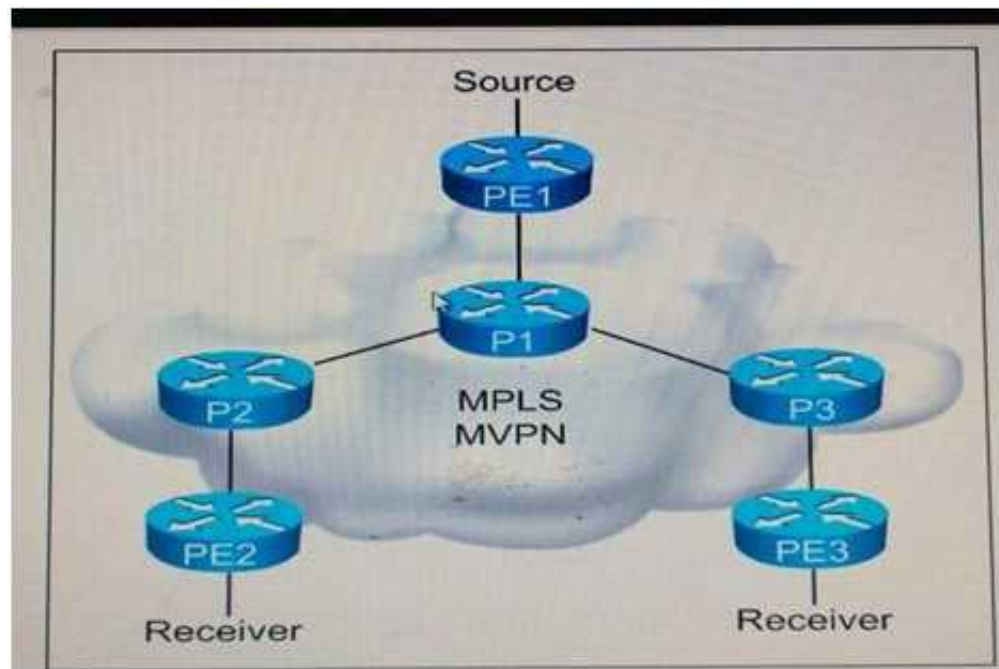 Source
PE1
P1
P2
MPLS
MVPN
P3
PE2
PE3
Receiver
Receiver